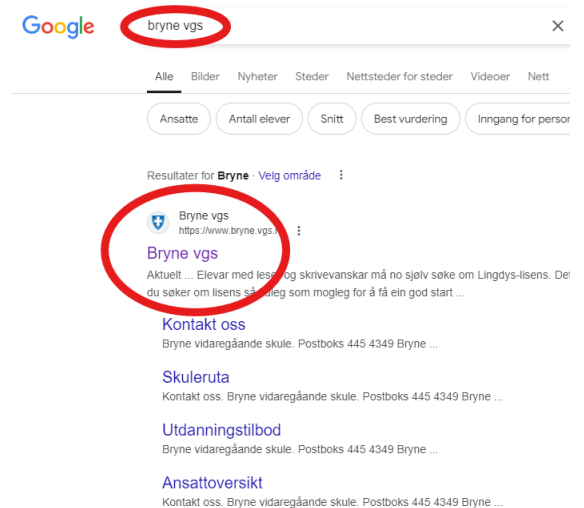 Google
bryne vgs
Alle Bilder Nyheter Steder Nettsteder for steder Videoer Nett
Ansatte Antall elever Snitt Best vurdering Inngang for person
Resultater for Bryne · Velg område
Bryne vgs
https://www.bryne.vgs.
Bryne vgs
Aktuelt ... Elevar med lese og skrivevanskar må no sjølv søke om Lingdys-lisens. Det
du søker om lisens så som mogleg for å få ein god start ...
Kontakt oss
Bryne vidaregåande skule. Postboks 445 4349 Bryne ...
Skuleruta
Kontakt oss. Bryne vidaregåande skule. Postboks 445 4349 Bryne ...
Utdanningstilbod
Bryne vidaregåande skule. Postboks 445 4349 Bryne ...
Ansattoversikt
Kontakt oss. Bryne vidaregåande skule. Postboks 445 4349 Bryne ...